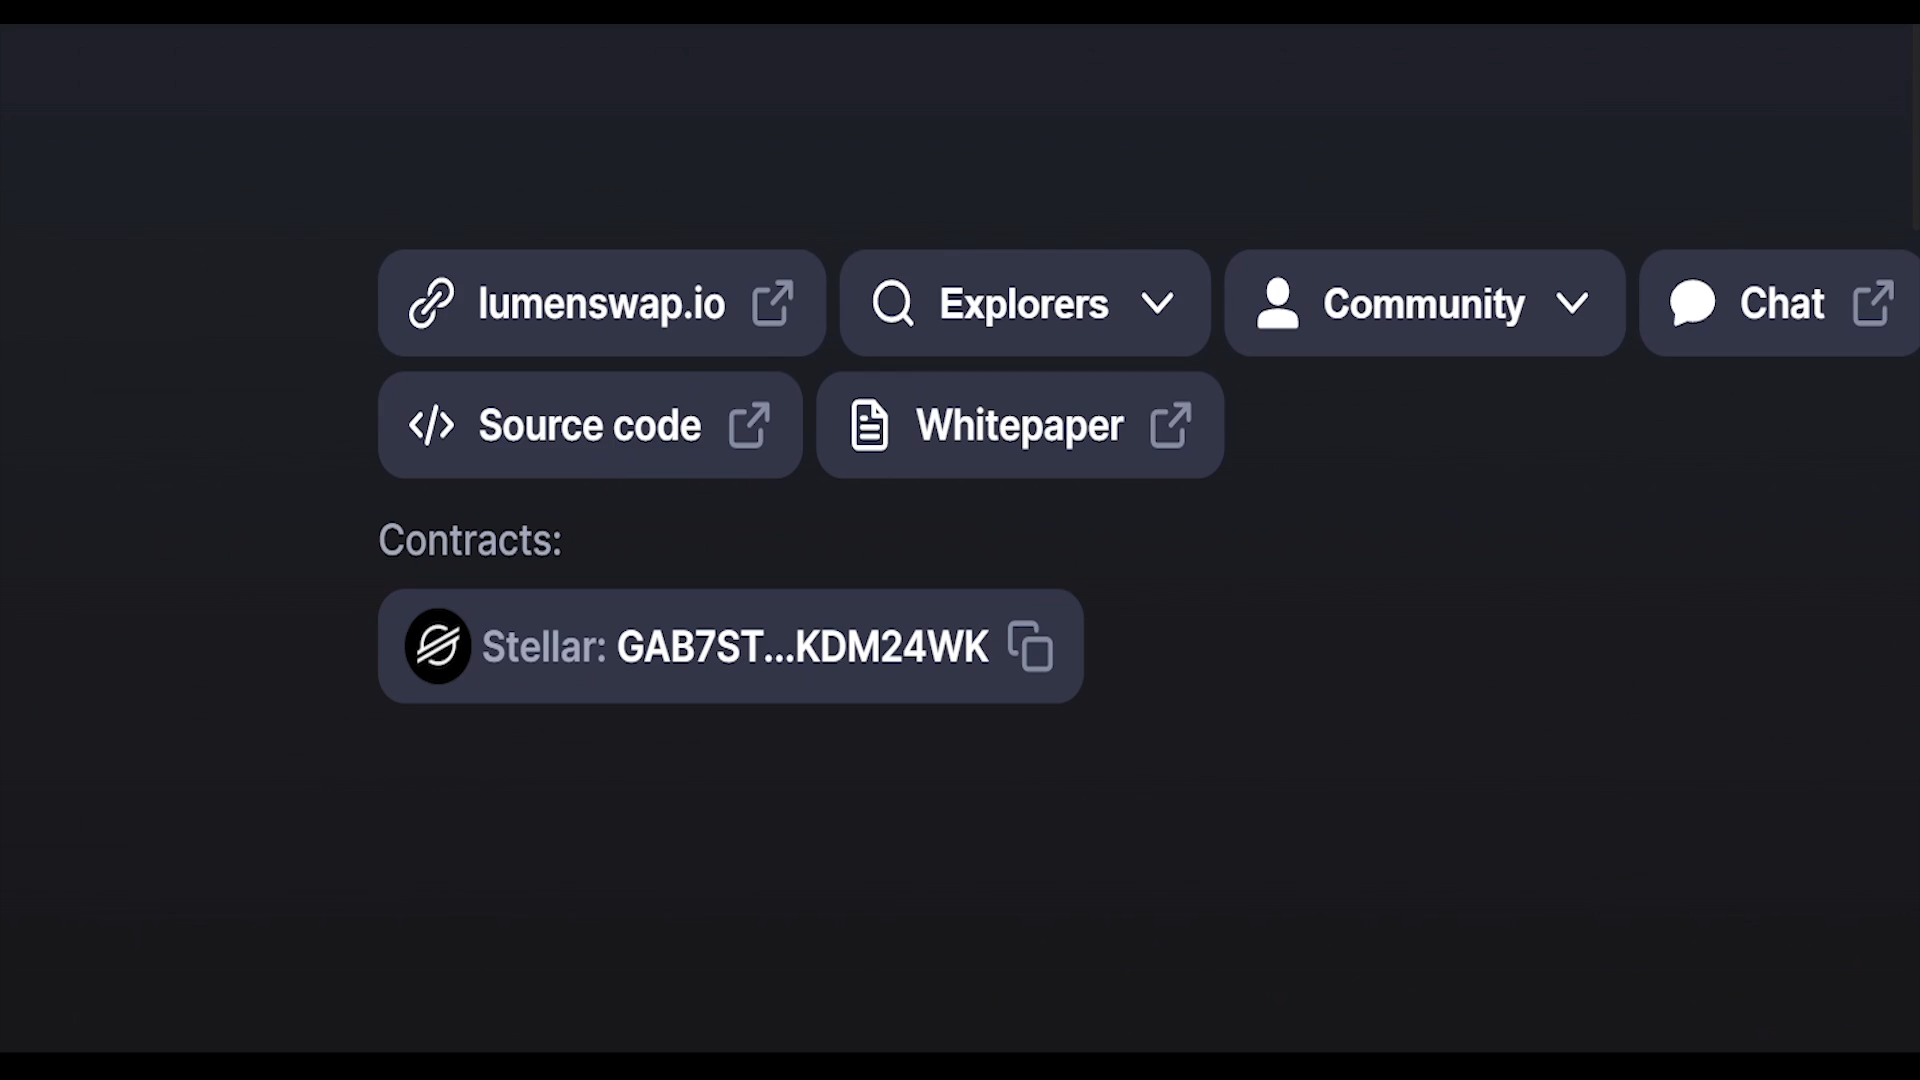 lumenswap.io Explorers Community Chat
Source code Whitepaper
Contracts:
Stellar: GAB7ST...KDM24WK